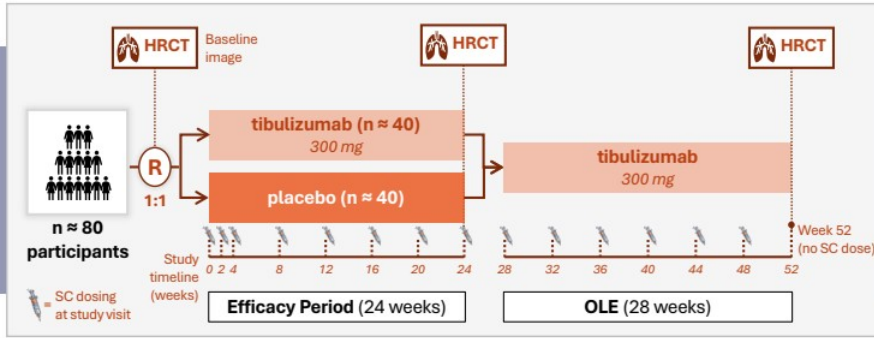 HRCT
Baseline
image
HRCT
HRCT
tibulizumab (n ≈ 40)
300 mg
R
1:1
placebo (n ≈ 40)
tibulizumab
300 mg
n ≈ 80
participants
Study
timeline
(weeks)
0 2 4 8 12 16 20 24 28 32 36 40 44 48 52
Week 52
(no SC dose)
= SC dosing
at study visit
Efficacy Period (24 weeks)
OLE (28 weeks)